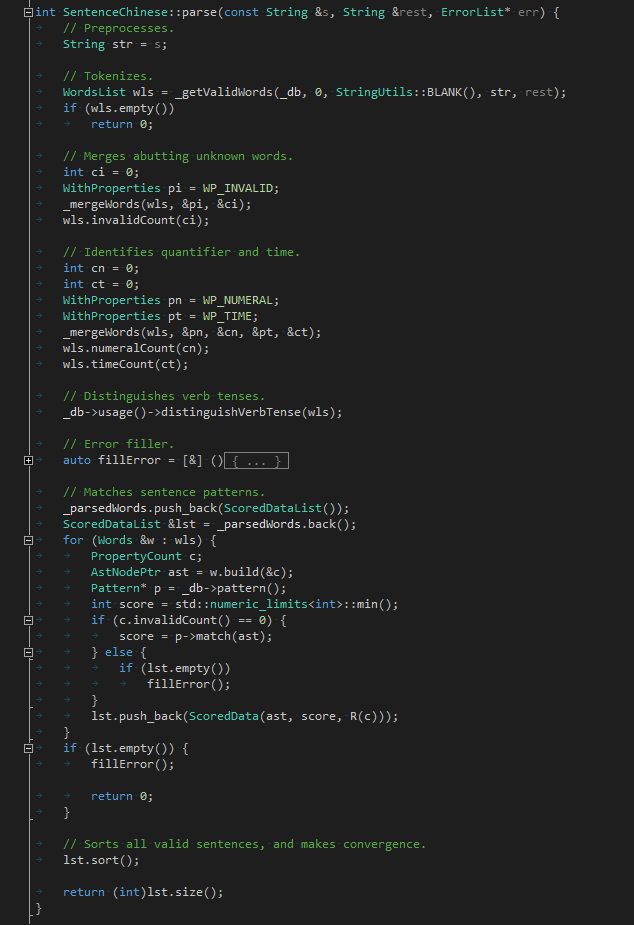 int SentenceChinese::parse(const String &s, String &rest, ErrorList* err) {
// Preprocesses.
String str = s;
// Tokenizes.
WordsList wls = _getValidWords(_db, 0, StringUtils::BLANK(), str, rest);
if (wls.empty())
return 0;
// Merges abutting unknown words.
int ci = 0;
WithProperties pi = WP_INVALID;
_mergeWords(wls, &pi, &ci);
wls.invalidCount(ci);
// Identifies quantifier and time.
int cn = 0;
int ct = 0;
WithProperties pn = WP_NUMERAL;
WithProperties pt = WP_TIME;
_mergeWords(wls, &pn, &cn, &pt, &ct);
wls.numeralCount(cn);
wls.timeCount(ct);
// Distinguishes verb tenses.
_db->usage()->distinguishVerbTense(wls);
// Error filler.
auto fillError = [&] (){ ... }
// Matches sentence patterns.
_parsedWords.push_back(ScoredDataList());
ScoredDataList &lst = _parsedWords.back();
for (Words &w : wls) {
PropertyCount c;
AstNodePtr ast = w.build(&c);
Pattern* p = _db->pattern();
int score = std::numeric_limits<int>::min();
if (c.invalidCount() == 0) {
score = p->match(ast);
} else {
if (lst.empty())
fillError();
}
lst.push_back(ScoredData(ast, score, R(c)));
}
if (lst.empty()) {
fillError();
return 0;
}
// Sorts all valid sentences, and makes convergence.
lst.sort();
return (int)lst.size();
}